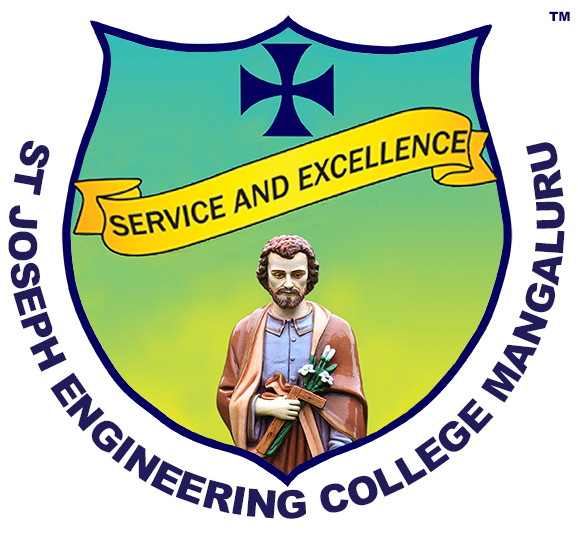 TM
SERVICE AND EXCELLENCE
ST JOSEPH ENGINEERING COLLEGE MANGALURU